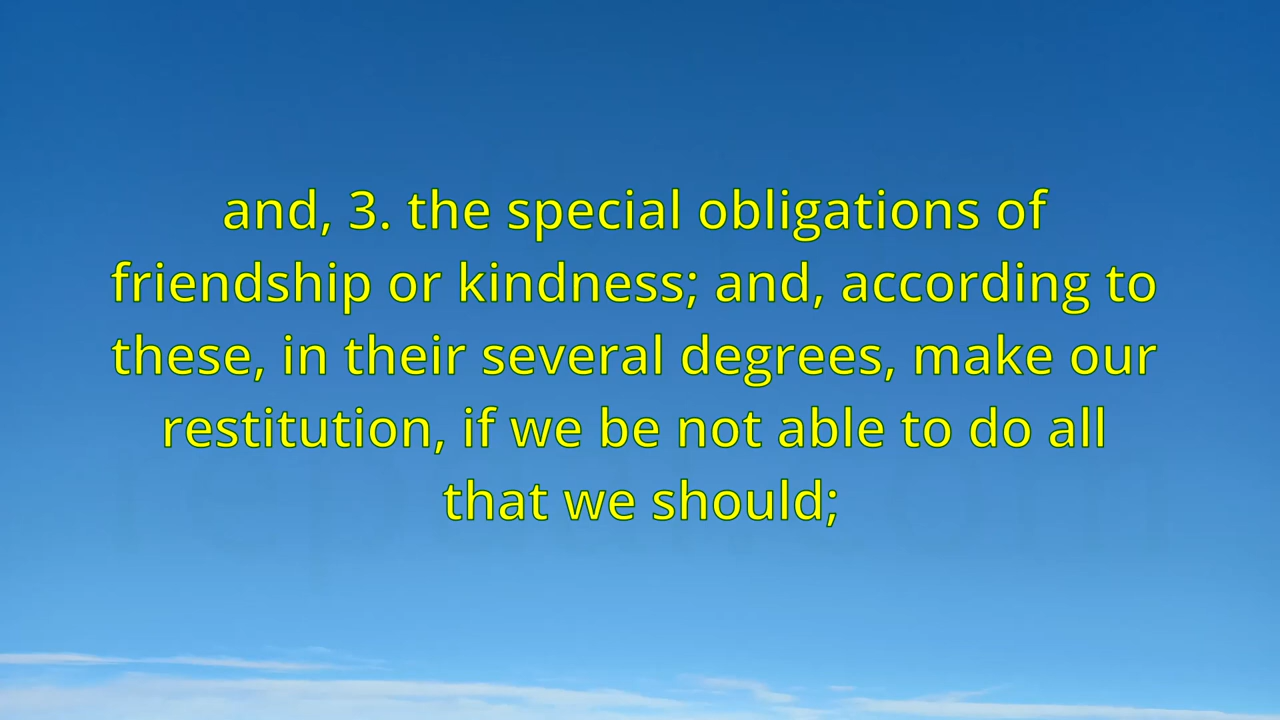 and, 3. the special obligations of
friendship or kindness; and, according to
these, in their several degrees, make our
restitution, if we be not able to do all
that we should;